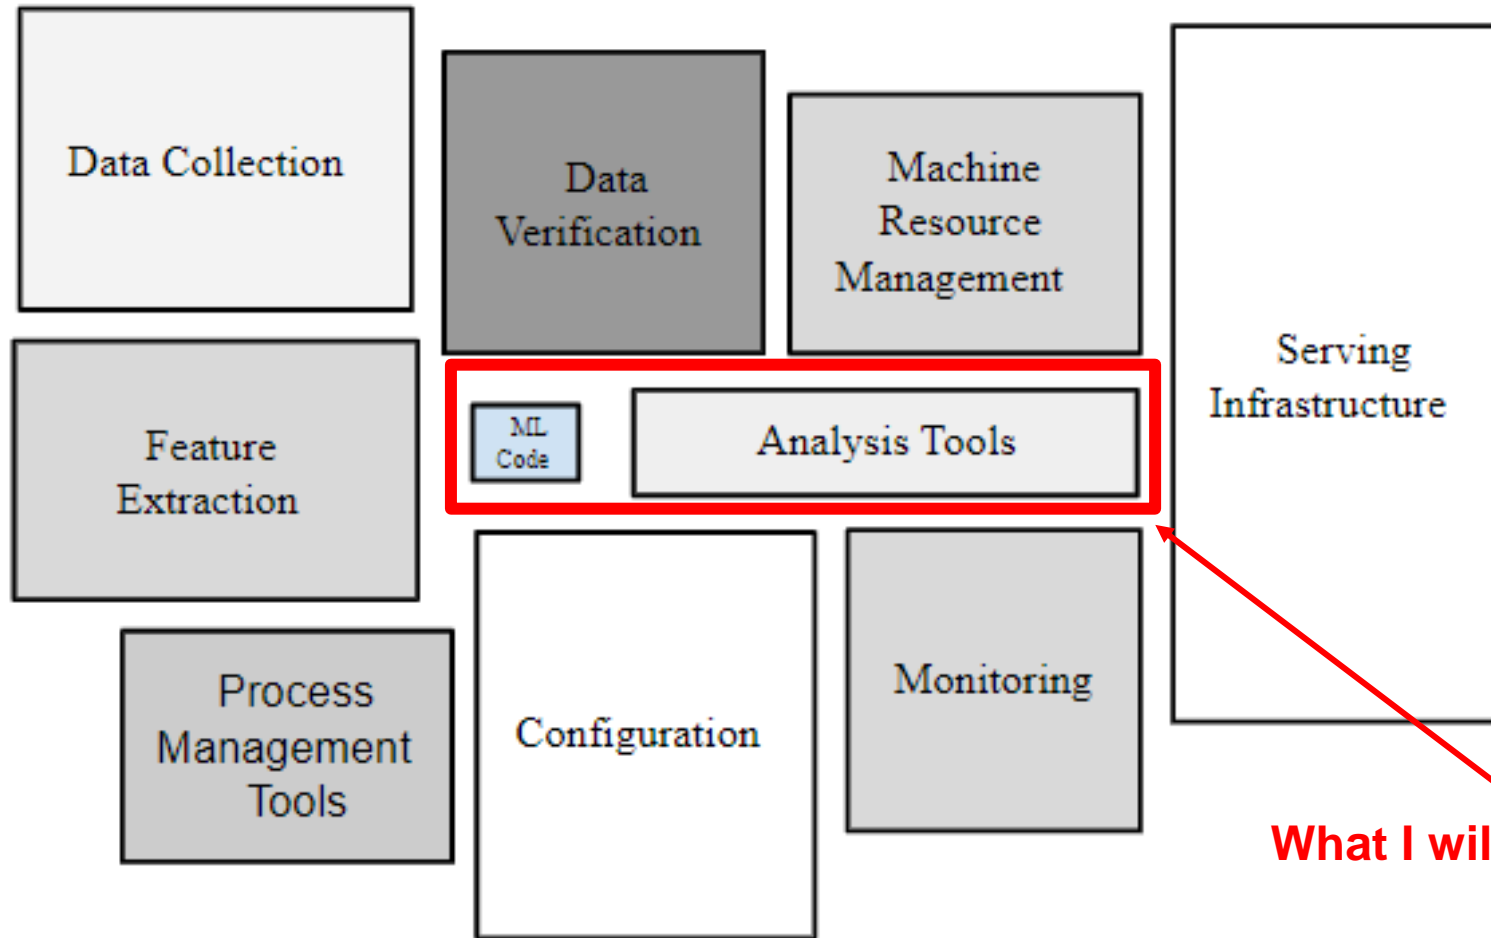 Data Collection
Data
Verification
Machine
Resource
Management
Serving
Infrastructure
Feature
Extraction
ML
Code
Analysis Tools
Process
Management
Tools
Configuration
Monitoring
What I wil